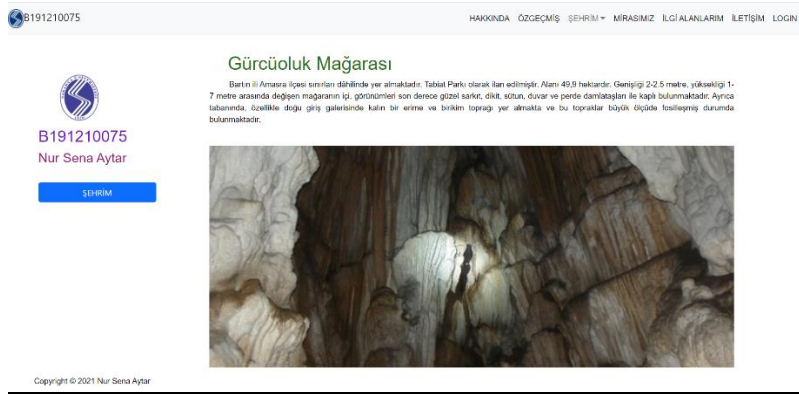 B191210075
HAKKINDA ÖZGEÇMİŞ ŞEHRİM MİRASIMIZ İLGİ ALANLARIM İLETİŞİM LOGIN
B191210075
Nur Sena Aytar
ŞEHRİM
Gürcüoluk Mağarası
Bartın ili Amasra ilçesi sınırları dâhilinde yer almaktadır. Tabiat Parkı olarak ilan edilmiştir. Alanı 49,9 hektardır. Genişliği 2-2.5 metre, yüksekliği 1-
7 metre arasında değişen mağaranın içi, görünümleri son derece güzel sarkıt, dikit, sütun, duvar ve perde damlataşları ile kaplı bulunmaktadır. Ayrıca
tabanında, özellikle doğu giriş galerisinde kalın bir erime ve birikim toprağı yer almakta ve bu topraklar büyük ölçüde fosilleşmiş durumda
bulunmaktadır.
Copyright © 2021 Nur Sena Aytar